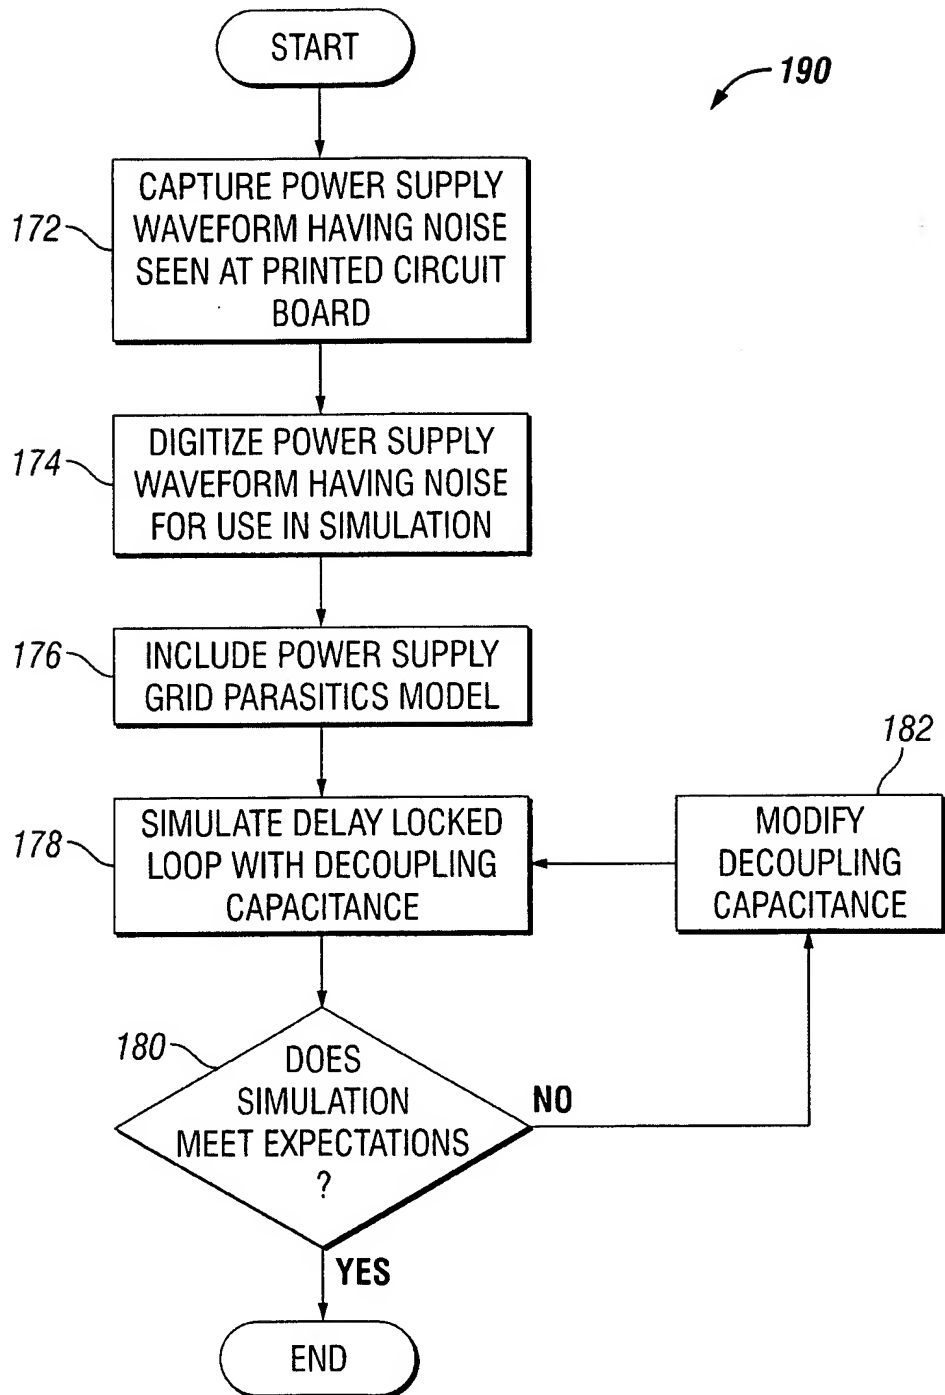 START
190
172
CAPTURE POWER SUPPLY
WAVEFORM HAVING NOISE
SEEN AT PRINTED CIRCUIT
BOARD
174
DIGITIZE POWER SUPPLY
WAVEFORM HAVING NOISE
FOR USE IN SIMULATION
176
INCLUDE POWER SUPPLY
GRID PARASITICS MODEL
178
SIMULATE DELAY LOCKED
LOOP WITH DECOUPLING
CAPACITANCE
182
MODIFY
DECOUPLING
CAPACITANCE
180
DOES
SIMULATION
MEET EXPECTATIONS
?
NO
YES
END